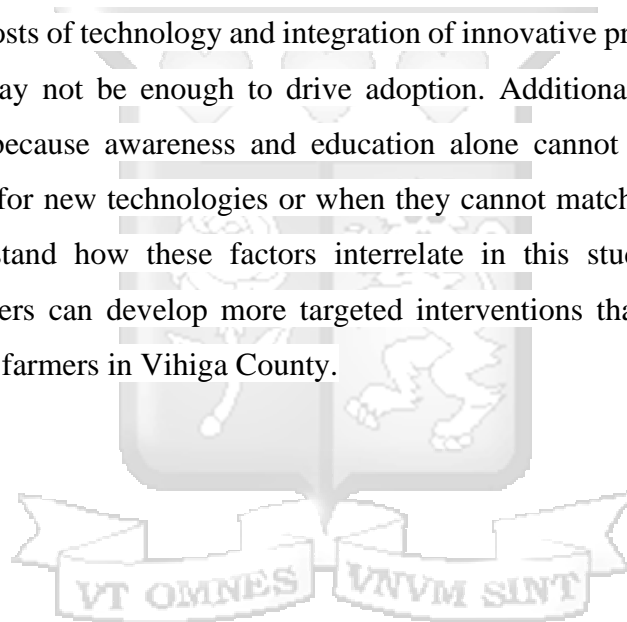 osts of technology and integration of innovative pr
ay not be enough to drive adoption. Additiona
because awareness and education alone cannot
for new technologies or when they cannot match
stand how these factors interrelate in this stu
ers can develop more targeted interventions tha
farmers in Vihiga County.
VT OMNES VNVM SINT